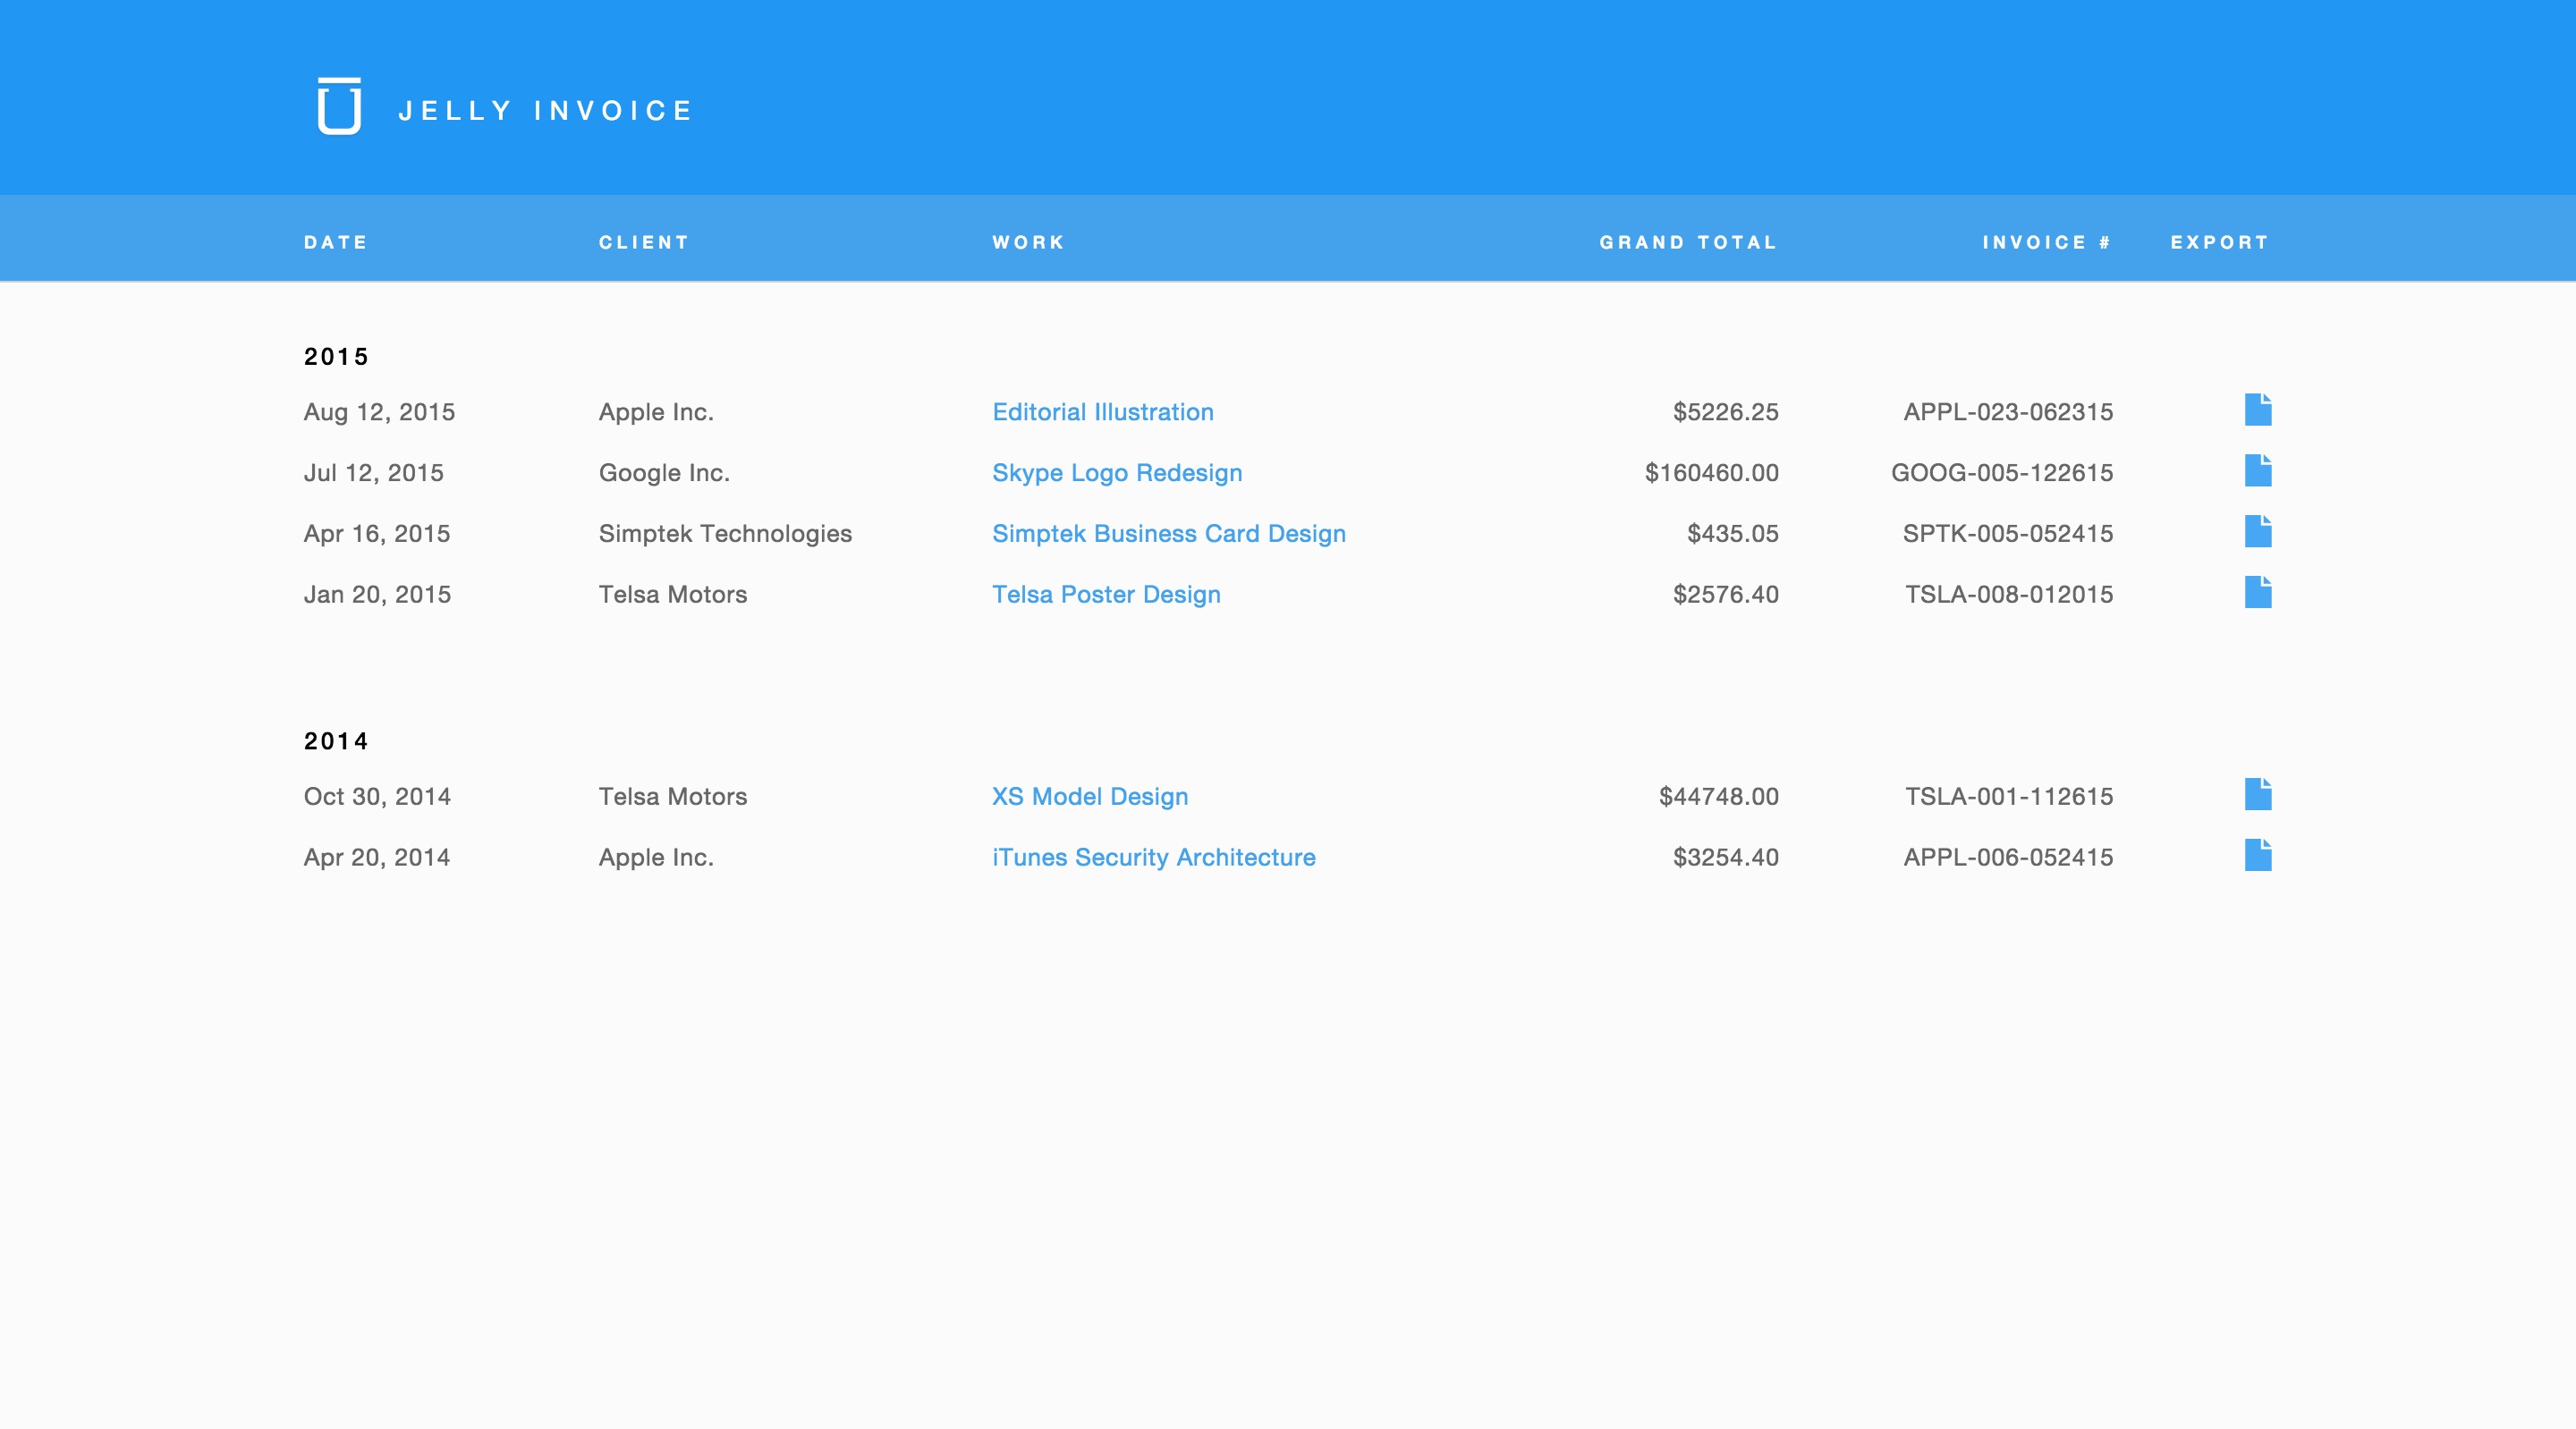 JELLY INVOICE
DATE CLIENT WORK GRAND TOTAL INVOICE # EXPORT
2015
Aug 12, 2015 Apple Inc. Editorial Illustration $5226.25 APPL-023-062315
Jul 12, 2015 Google Inc. Skype Logo Redesign $160460.00 GOOG-005-122615
Apr 16, 2015 Simptek Technologies Simptek Business Card Design $435.05 SPTK-005-052415
Jan 20, 2015 Telsa Motors Telsa Poster Design $2576.40 TSLA-008-012015
2014
Oct 30, 2014 Telsa Motors XS Model Design $44748.00 TSLA-001-112615
Apr 20, 2014 Apple Inc. iTunes Security Architecture $3254.40 APPL-006-052415